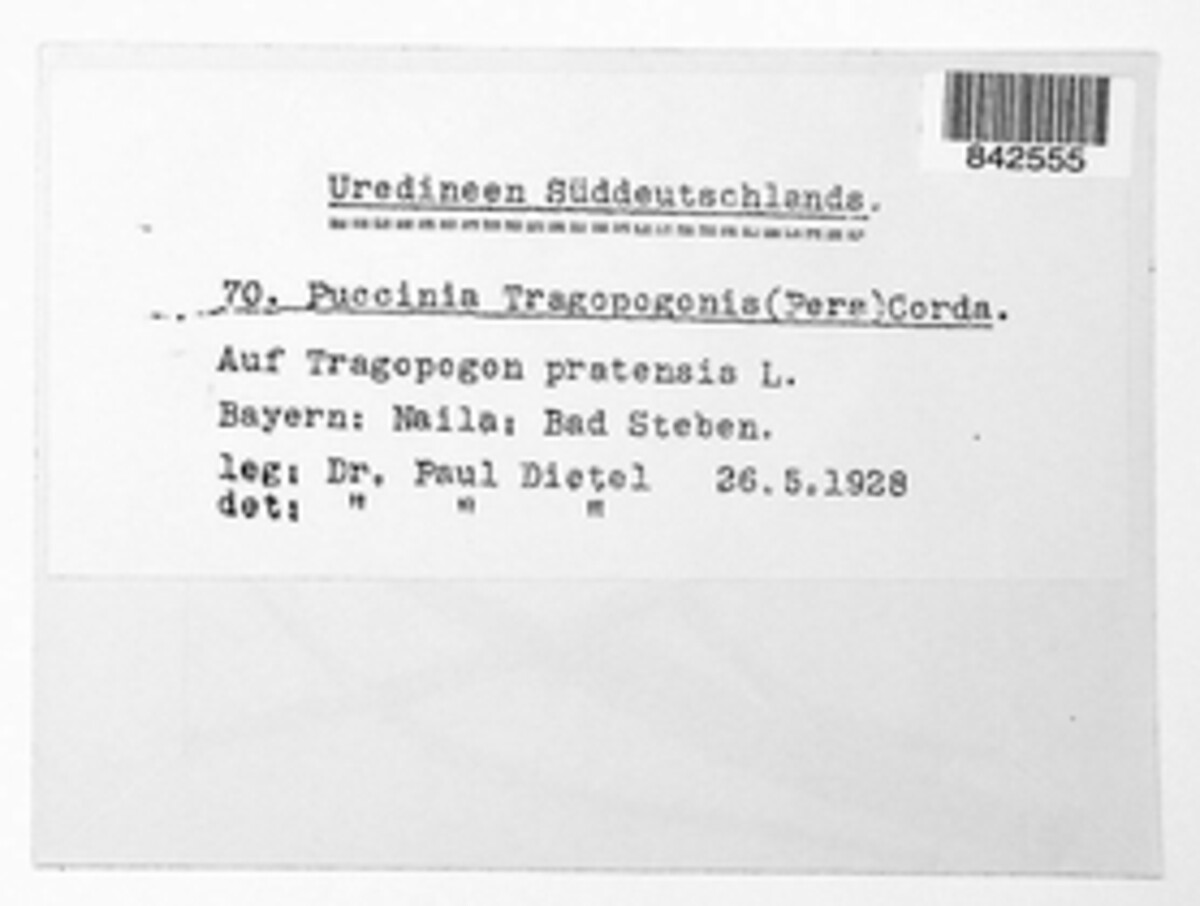 842555
Uredineen Süddeutschlands.
70. Puccinia Tragopogonis(Pers)Corda.
Auf Tragopogon pratensis L.
Bayern: Naila: Bad Steben.
leg: Dr. Paul Dietel 26.5.1928
det: " " "